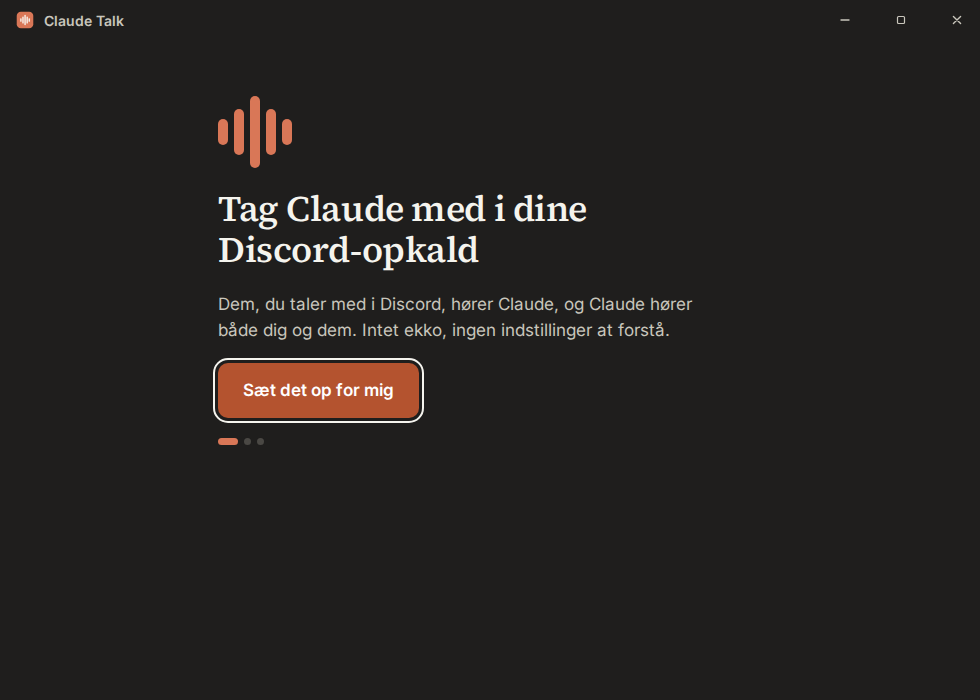 Claude Talk
Tag Claude med i dine
Discord-opkald
Dem, du taler med i Discord, hører Claude, og Claude hører
både dig og dem. Intet ekko, ingen indstillinger at forstå.
Sæt det op for mig